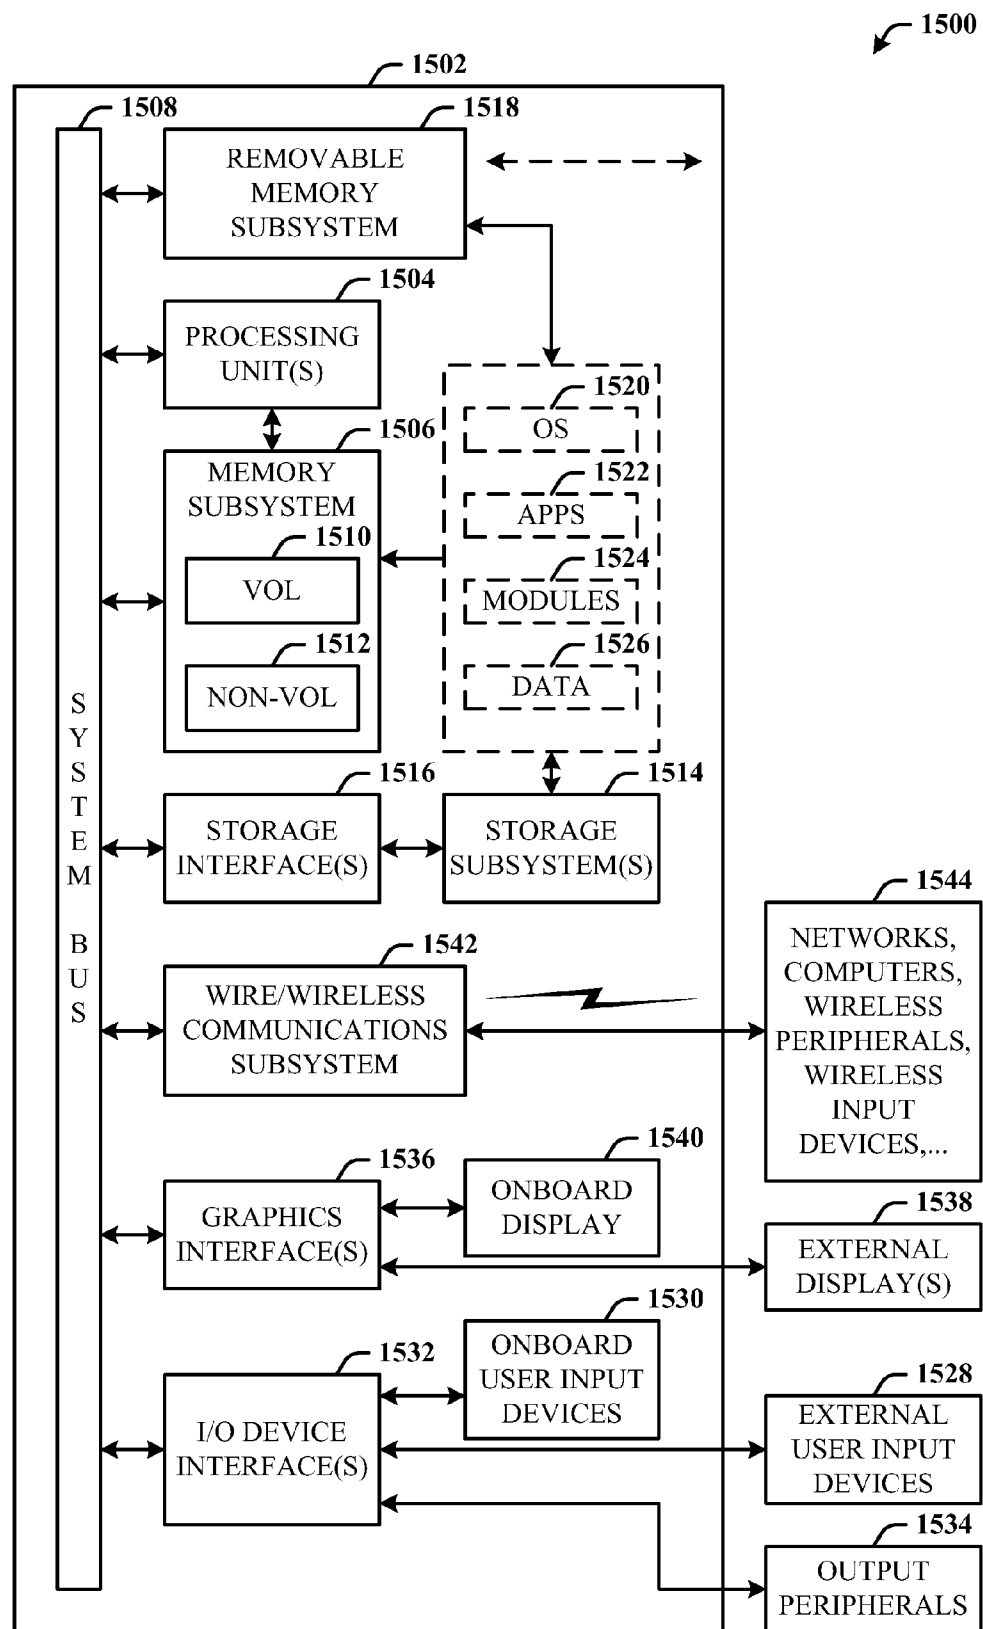 1500
1502
1508
1518
REMOVABLE
MEMORY
SUBSYSTEM
1504
PROCESSING
UNIT(S)
1506
MEMORY
SUBSYSTEM
1510
VOL
1512
NON-VOL
1520
OS
1522
APPS
1524
MODULES
1526
DATA
SYSTEM BUS
1516
STORAGE
INTERFACE(S)
1514
STORAGE
SUBSYSTEM(S)
1542
WIRE/WIRELESS
COMMUNICATIONS
SUBSYSTEM
1544
NETWORKS,
COMPUTERS,
WIRELESS
PERIPHERALS,
WIRELESS
INPUT
DEVICES,...
1536
GRAPHICS
INTERFACE(S)
1540
ONBOARD
DISPLAY
1538
EXTERNAL
DISPLAY(S)
1532
I/O DEVICE
INTERFACE(S)
1530
ONBOARD
USER INPUT
DEVICES
1528
EXTERNAL
USER INPUT
DEVICES
1534
OUTPUT
PERIPHERALS